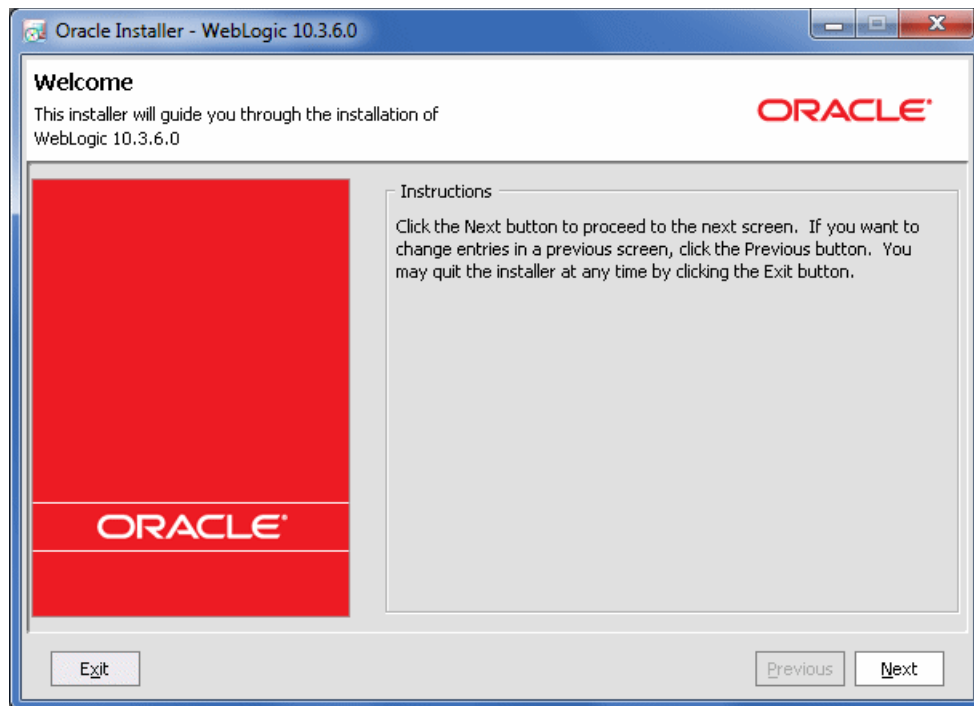 Oracle Installer - WebLogic 10.3.6.0
Welcome
This installer will guide you through the installation of
WebLogic 10.3.6.0
ORACLE
Instructions
Click the Next button to proceed to the next screen.  If you want to
change entries in a previous screen, click the Previous button.  You
may quit the installer at any time by clicking the Exit button.
ORACLE
Exit
Previous
Next